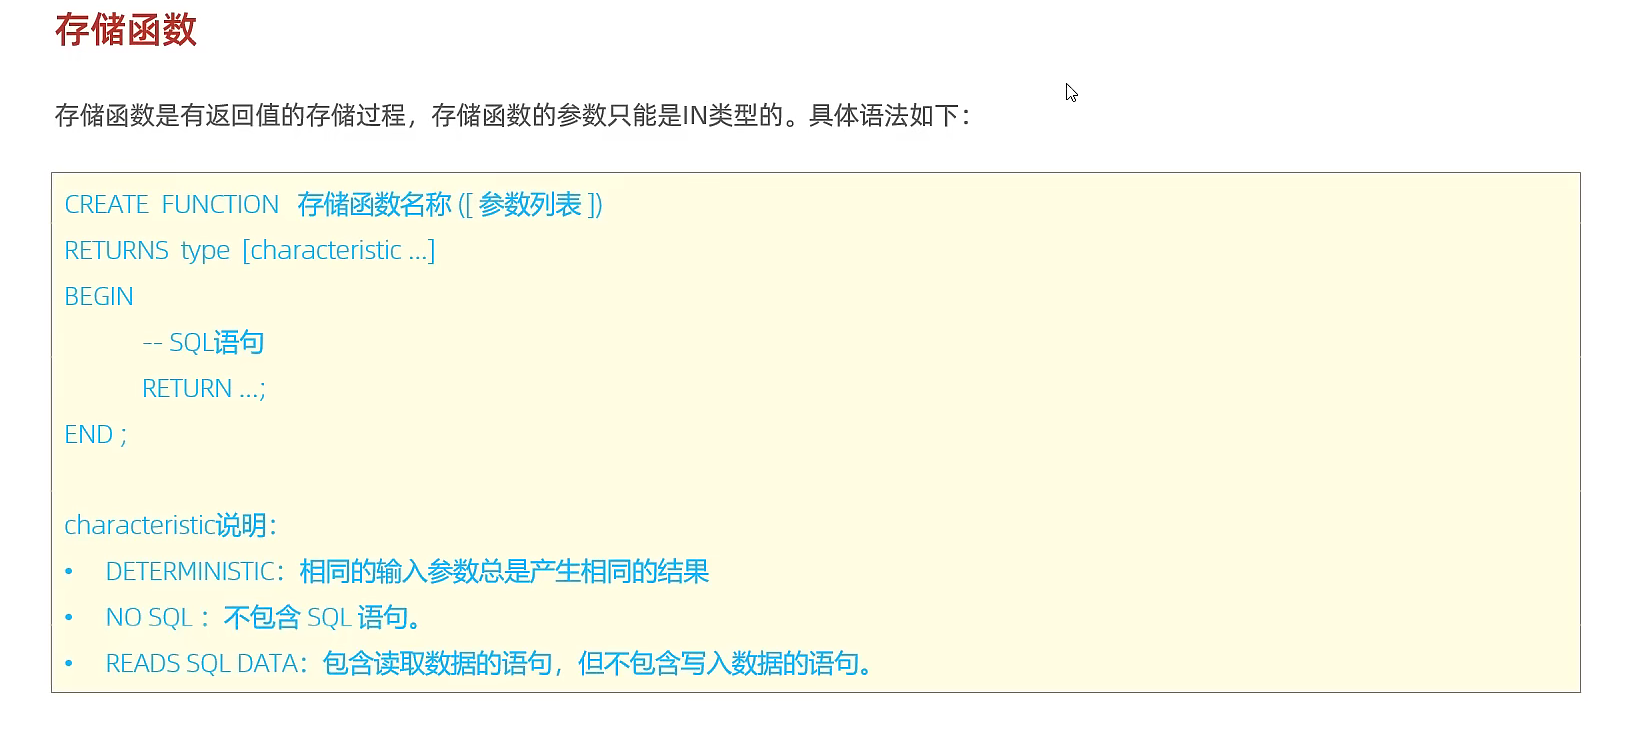 存储函数
存储函数是有返回值的存储过程，存储函数的参数只能是IN类型的。具体语法如下：
CREATE FUNCTION 存储函数名称 ([ 参数列表 ])
RETURNS type [characteristic ...]
BEGIN
-- SQL语句
RETURN ...;
END ;
characteristic说明：
• DETERMINISTIC：相同的输入参数总是产生相同的结果
• NO SQL ：不包含 SQL 语句。
• READS SQL DATA：包含读取数据的语句，但不包含写入数据的语句。